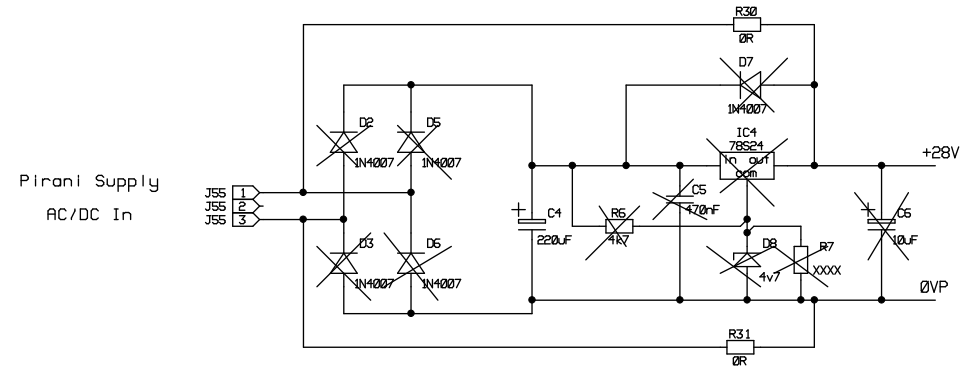 R30
0R
D7
1N4007
IC4
78S24
in out
com
+28V
D2
1N4007
D5
1N4007
Pirani Supply
AC/DC In
J55 1
J55 2
J55 3
C5
470nF
C4
220uF
R6
4k7
C6
10uF
D3
1N4007
D6
1N4007
D8
4v7
R7
XXXX
0VP
R31
0R